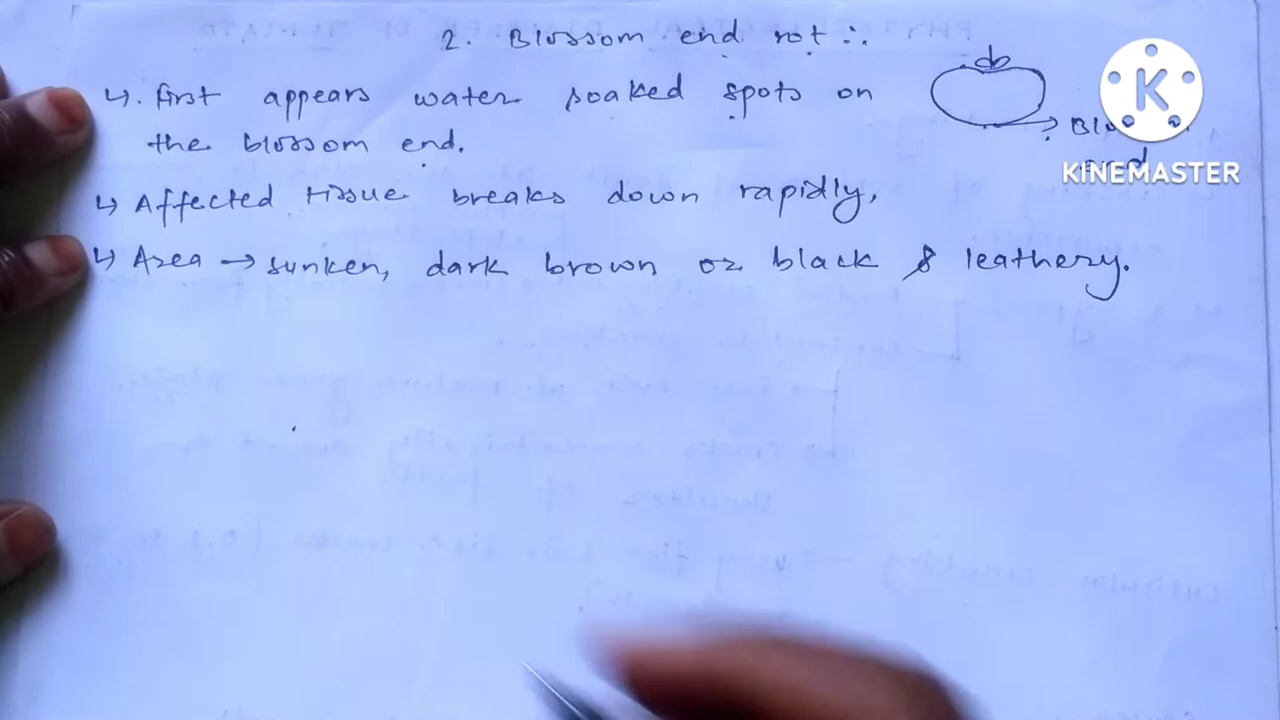 2. Blossom end rot :.
↳. First appears water soaked spots on
the blossom end.
↳ Affected tissue breaks down rapidly,
↳ Area → sunken, dark brown or black & leathery.
KINEMASTER